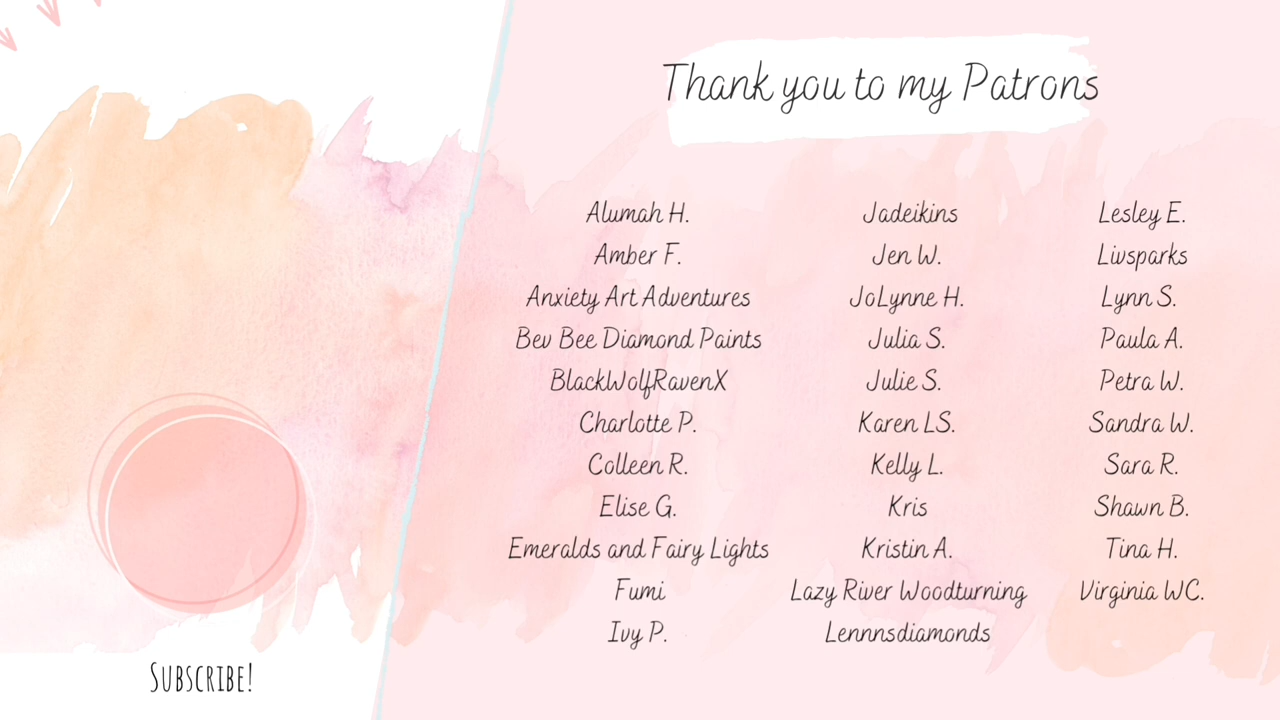 Thank you to my Patrons
Alumah H.
Amber F.
Anxiety Art Adventures
Bev Bee Diamond Paints
BlackWolfRavenX
Charlotte P.
Colleen R.
Elise G.
Emeralds and Fairy Lights
Fumi
Ivy P.
Jadeikins
Jen W.
JoLynne H.
Julia S.
Julie S.
Karen LS.
Kelly L.
Kris
Kristin A.
Lazy River Woodturning
Lennnsdiamonds
Lesley E.
Livsparks
Lynn S.
Paula A.
Petra W.
Sandra W.
Sara R.
Shawn B.
Tina H.
Virginia WC.
Subscribe!